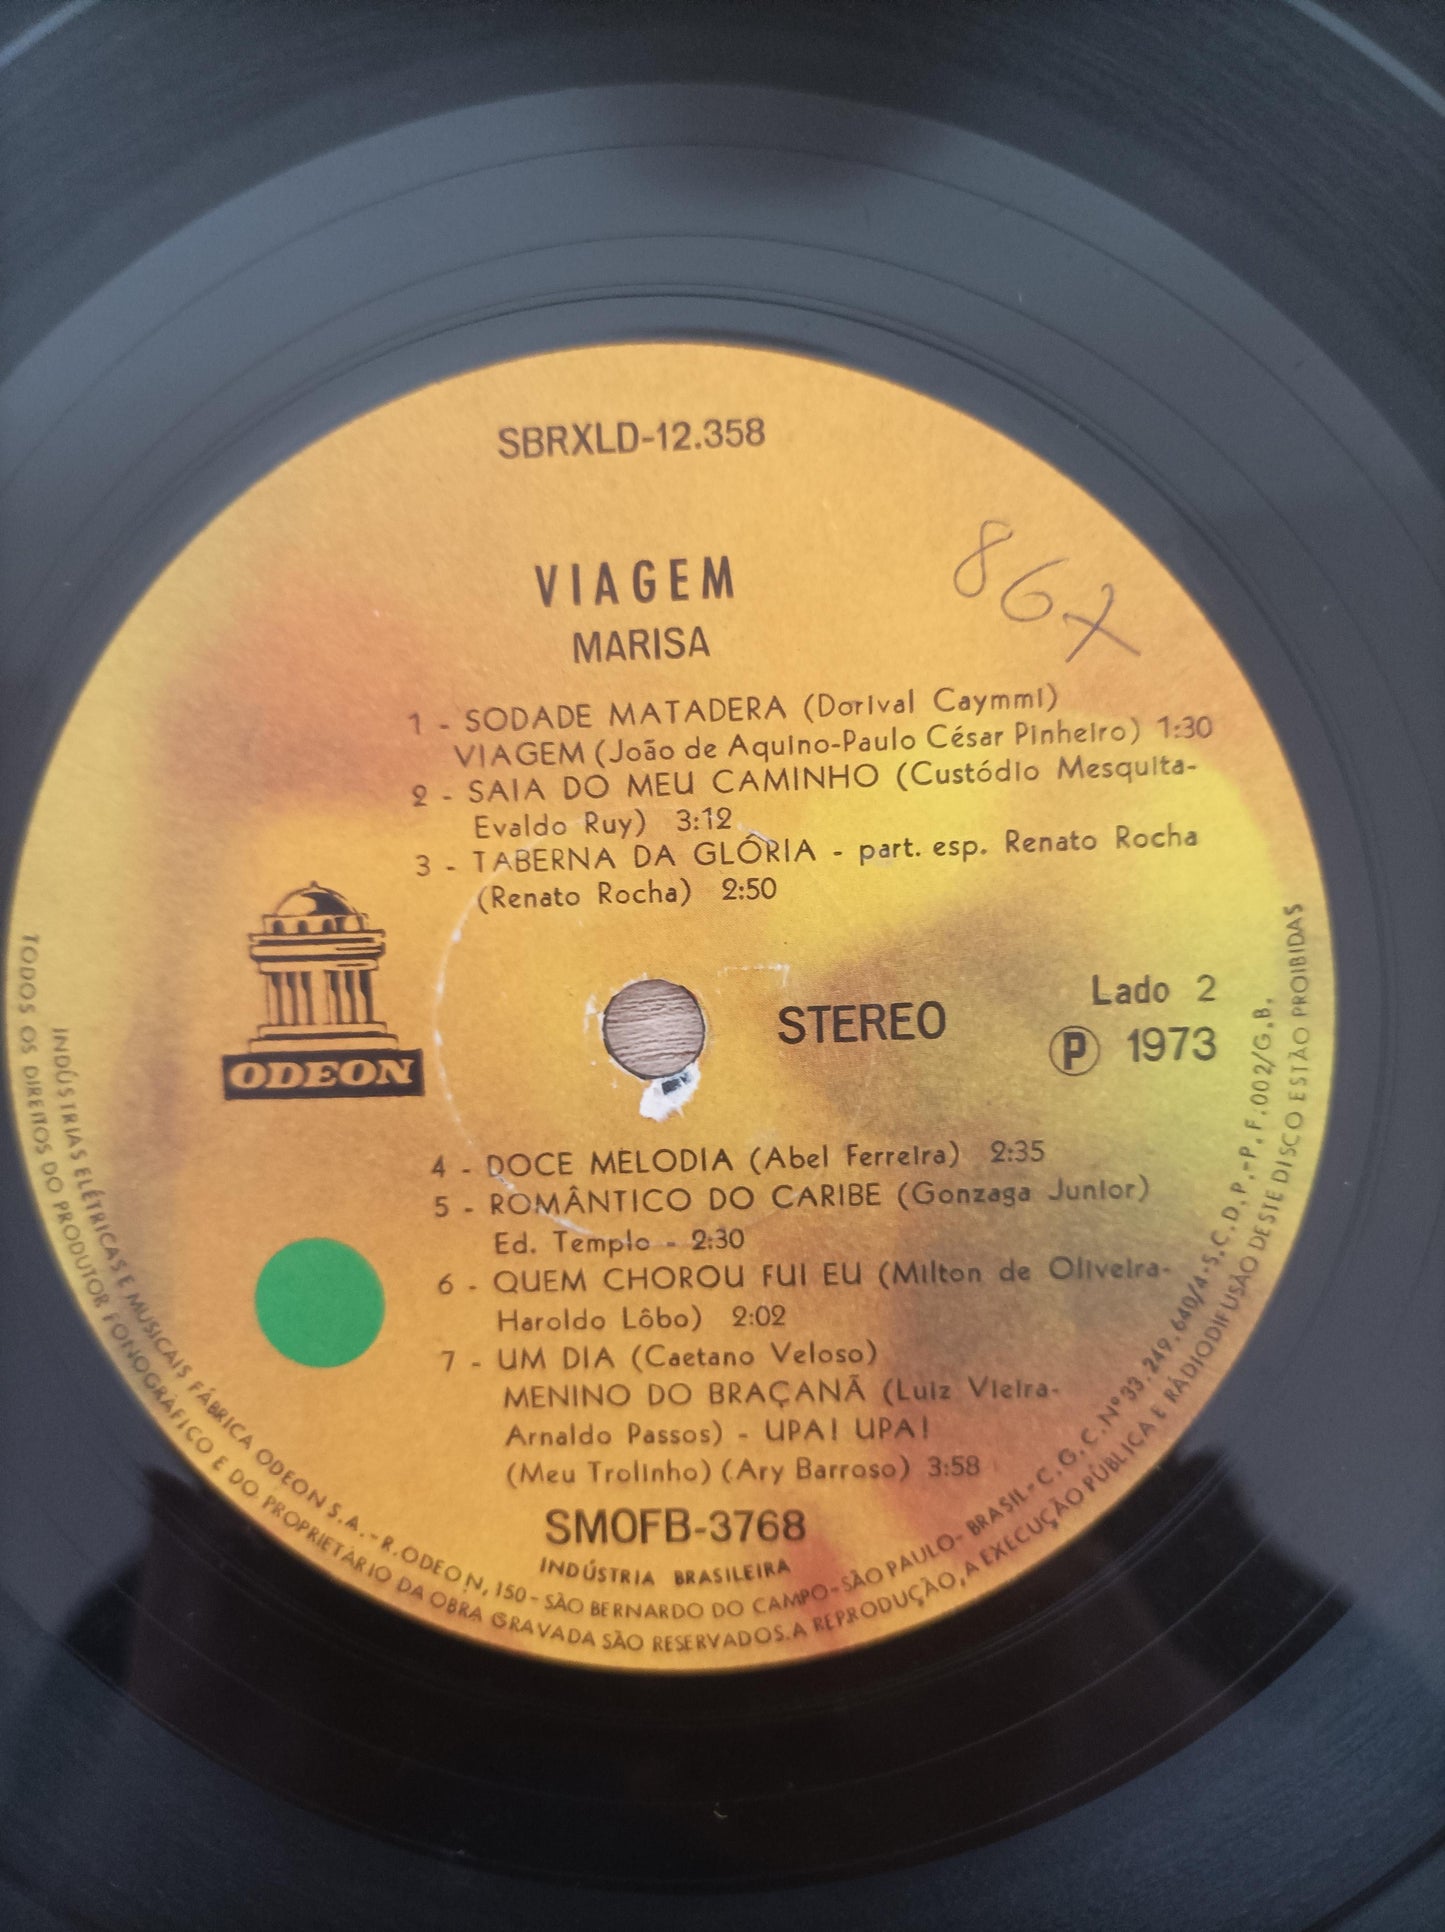 SBRXLD-12.358
VIAGEM
MARISA
867
1 - SODADE MATADERA (Dorival Caymmi)
VIAGEM (João de Aquino-Paulo César Pinheiro) 1:30
2 - SAIA DO MEU CAMINHO (Custódio Mesquita-
Evaldo Ruy) 3:12
3 - TABERNA DA GLÓRIA - part. esp. Renato Rocha
(Renato Rocha) 2:50
ODEON
STEREO
Lado 2
Ⓟ 1973
4 - DOCE MELODIA (Abel Ferreira) 2:35
5 - ROMÂNTICO DO CARIBE (Gonzaga Junior)
Ed. Templo - 2:30
6 - QUEM CHOROU FUI EU (Milton de Oliveira-
Haroldo Lôbo) 2:02
7 - UM DIA (Caetano Veloso)
MENINO DO BRAÇANÃ (Luiz Vieira-
Arnaldo Passos) - UPA! UPA!
(Meu Trolinho) (Ary Barroso) 3:58
SMOFB-3768
INDÚSTRIA BRASILEIRA
INDÚSTRIAS ELÉTRICAS E MUSICAIS FÁBRICA ODEON S.A. - R. ODEON, 150 - SÃO BERNARDO DO CAMPO - SÃO PAULO - BRASIL - C.G.C. Nº 33.249.640/4 - S.C.D.P. - P.F. 002/G.B.
TODOS OS DIREITOS DO PRODUTOR FONOGRÁFICO E DO PROPRIETÁRIO DA OBRA GRAVADA SÃO RESERVADOS. A REPRODUÇÃO, A EXECUÇÃO PÚBLICA E RÁDIODIFUSÃO DESTE DISCO ESTÃO PROIBIDAS